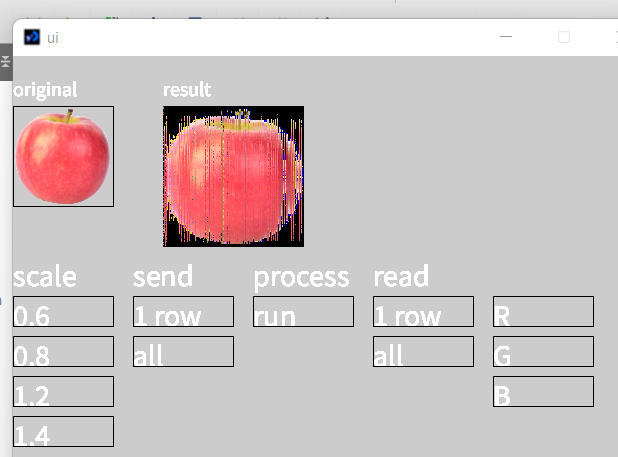 ui
original
result
scale send process read
0.6 1 row run 1 row R
0.8 all all G
1.2 B
1.4